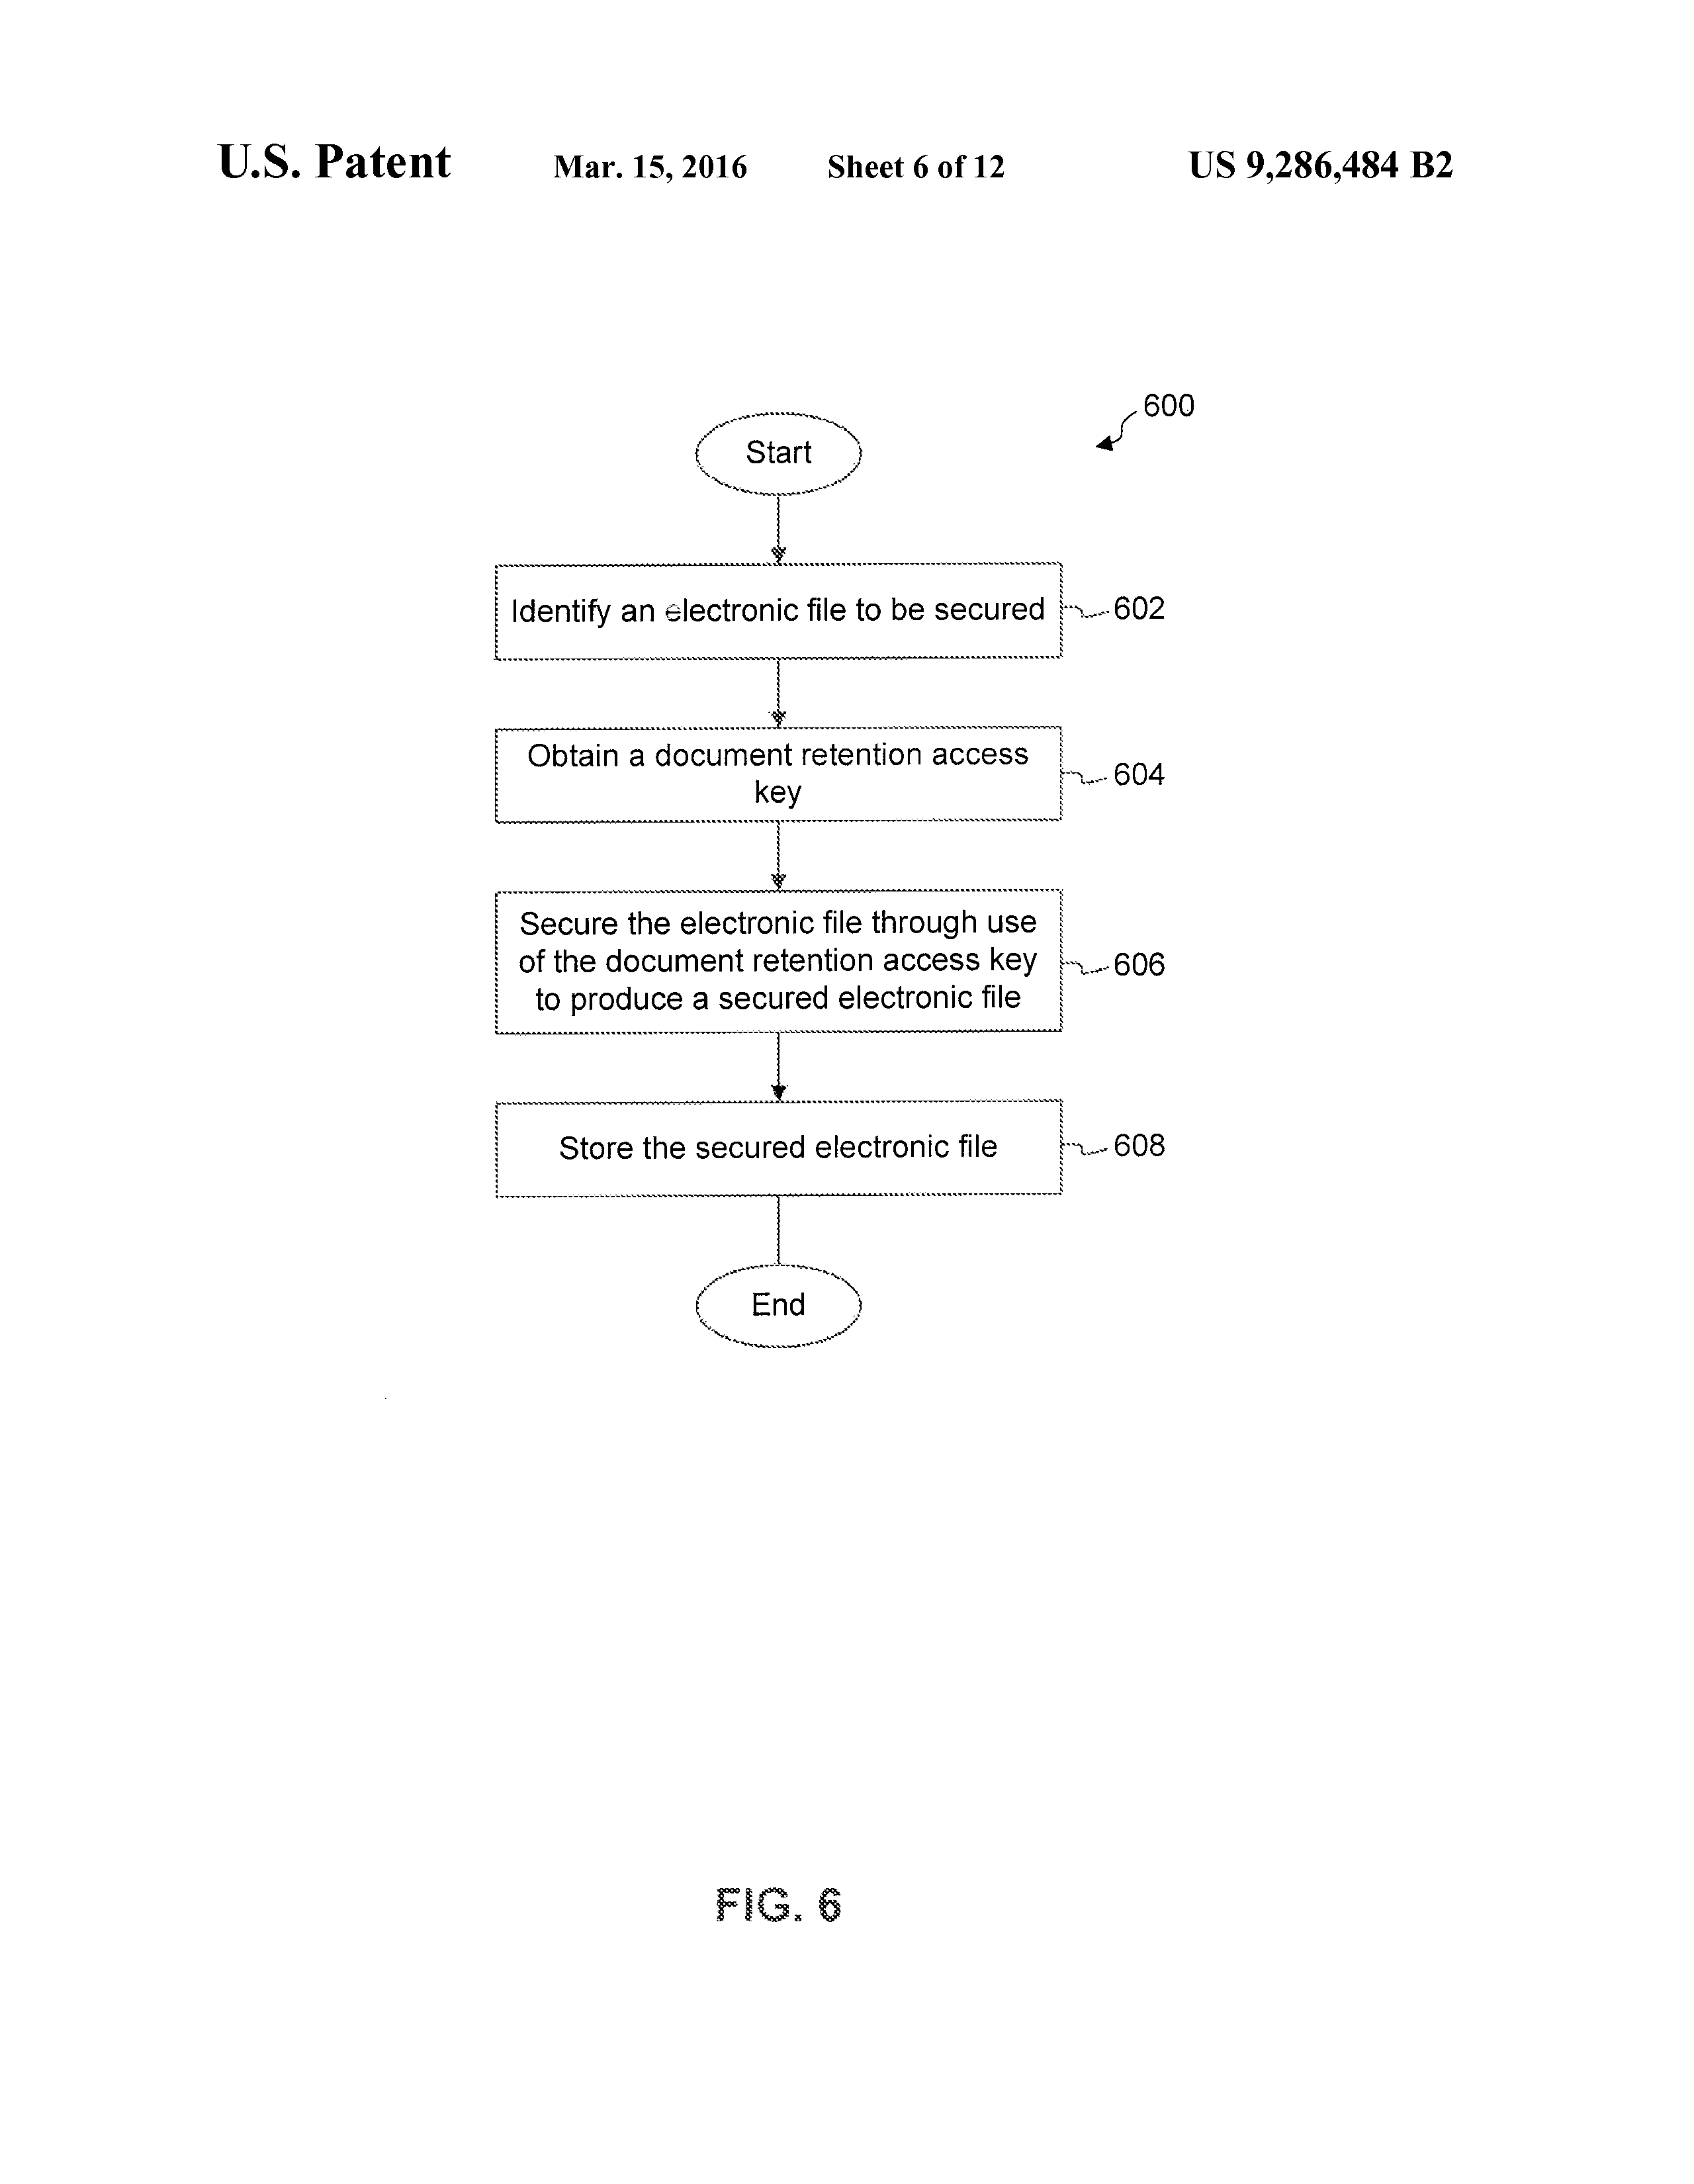 U.S. Patent Mar. 15, 2016 Sheet 6 of 12 US 9,286,484 B2
600
Start
Identify an electronic file to be secured 602
Obtain a document retention access
key
604
Secure the electronic file through use
of the document retention access key
to produce a secured electronic file
606
Store the secured electronic file 608
End
FIG. 6